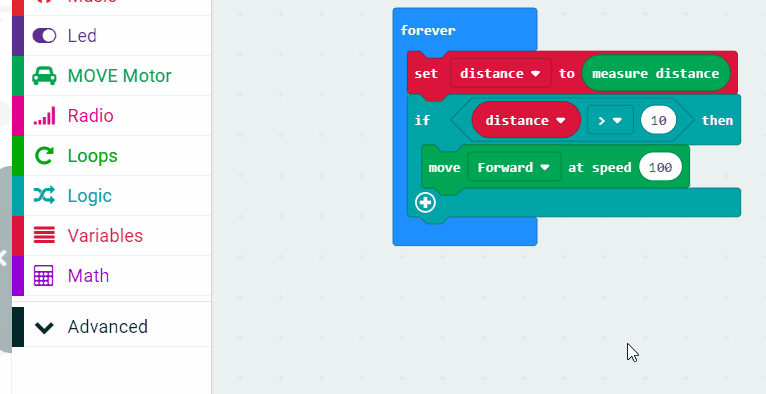 Music
Led
MOVE Motor
Radio
Loops
Logic
Variables
Math
Advanced
forever
set distance to measure distance
if distance > 10 then
move Forward at speed 100